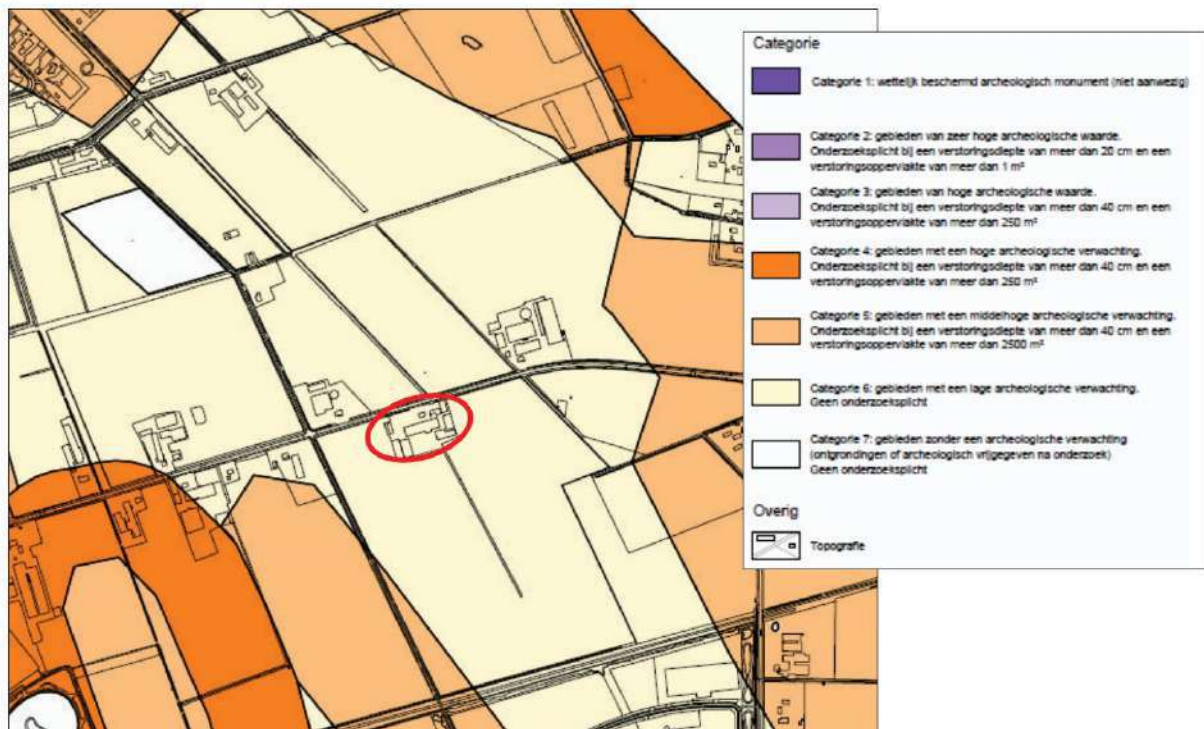 Categorie
Categorie 1: wettelijk beschermd archeologisch monument (niet aanwezig)
Categorie 2: gebieden van zeer hoge archeologische waarde.
Onderzoeksplicht bij een verstoringsdiepte van meer dan 20 cm en een
verstoringsoppervlakte van meer dan 1 m²
Categorie 3: gebieden van hoge archeologische waarde.
Onderzoeksplicht bij een verstoringsdiepte van meer dan 40 cm en een
verstoringsoppervlakte van meer dan 250 m²
Categorie 4: gebieden met een hoge archeologische verwachting.
Onderzoeksplicht bij een verstoringsdiepte van meer dan 40 cm en een
verstoringsoppervlakte van meer dan 250 m²
Categorie 5: gebieden met een middelhoge archeologische verwachting.
Onderzoeksplicht bij een verstoringsdiepte van meer dan 40 cm en een
verstoringsoppervlakte van meer dan 2500 m²
Categorie 6: gebieden met een lage archeologische verwachting.
Geen onderzoeksplicht
Categorie 7: gebieden zonder een archeologische verwachting
(ontgrondingen of archeologisch vrijgegeven na onderzoek)
Geen onderzoeksplicht
Overig
Topografie